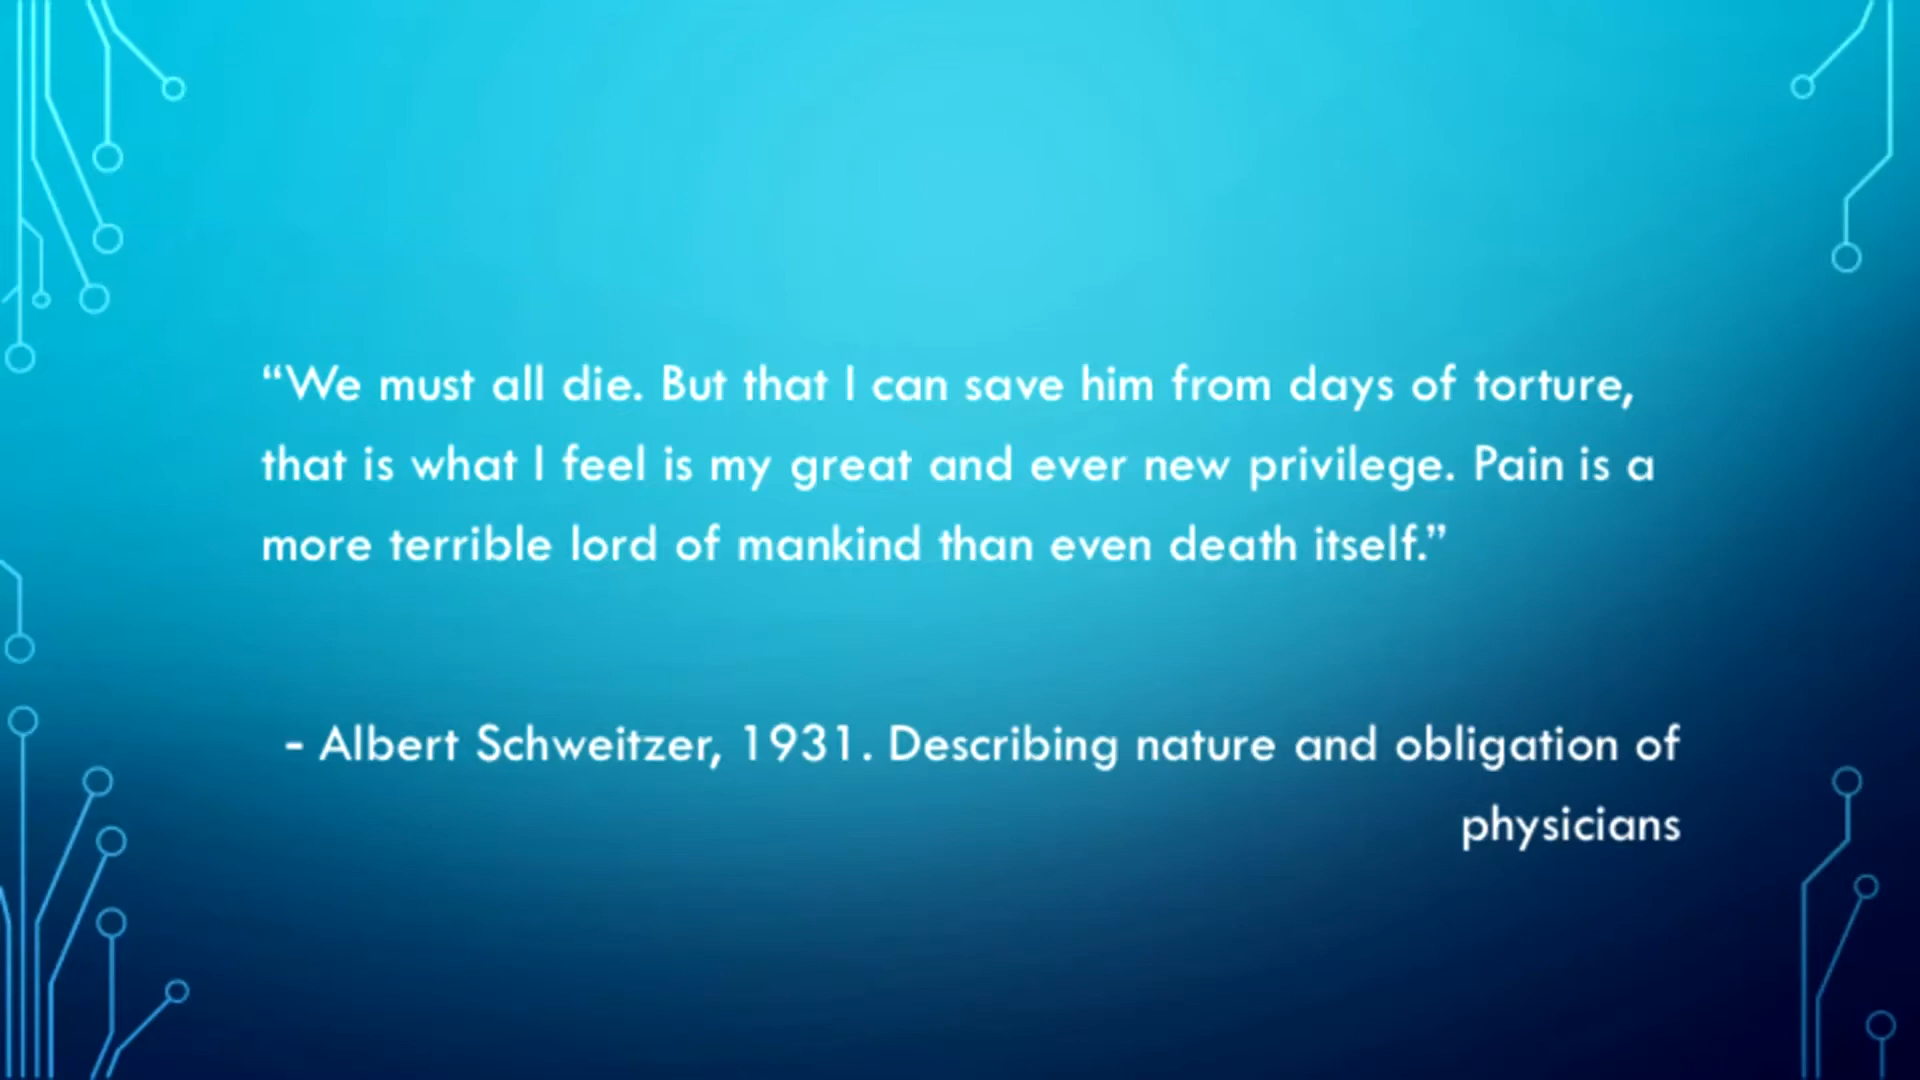 “We must all die. But that I can save him from days of torture,
that is what I feel is my great and ever new privilege. Pain is a
more terrible lord of mankind than even death itself.”
- Albert Schweitzer, 1931. Describing nature and obligation of
physicians